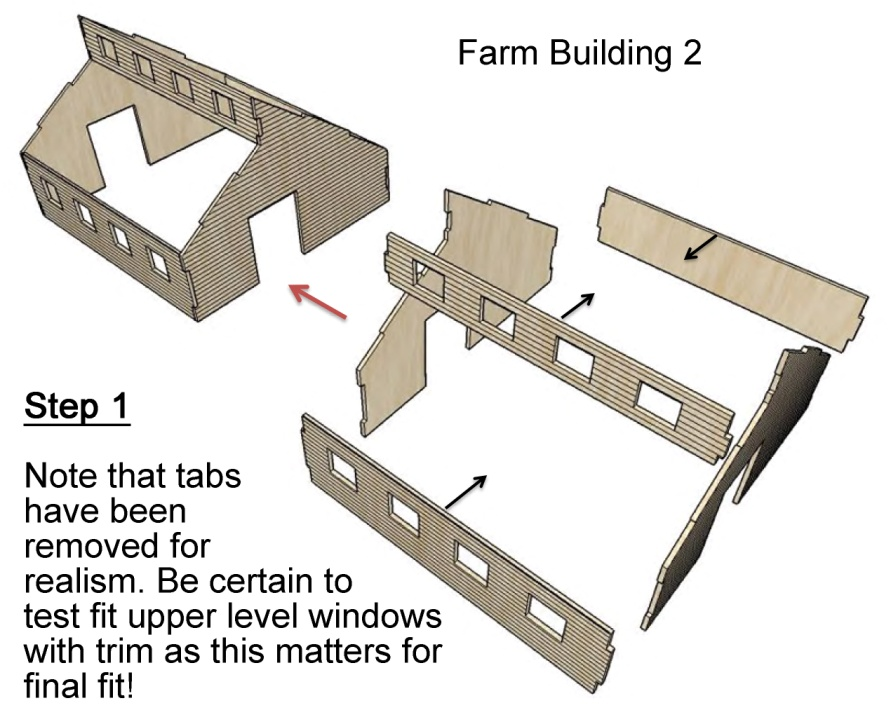 Farm Building 2
Step 1
Note that tabs
have been
removed for
realism. Be certain to
test fit upper level windows
with trim as this matters for
final fit!